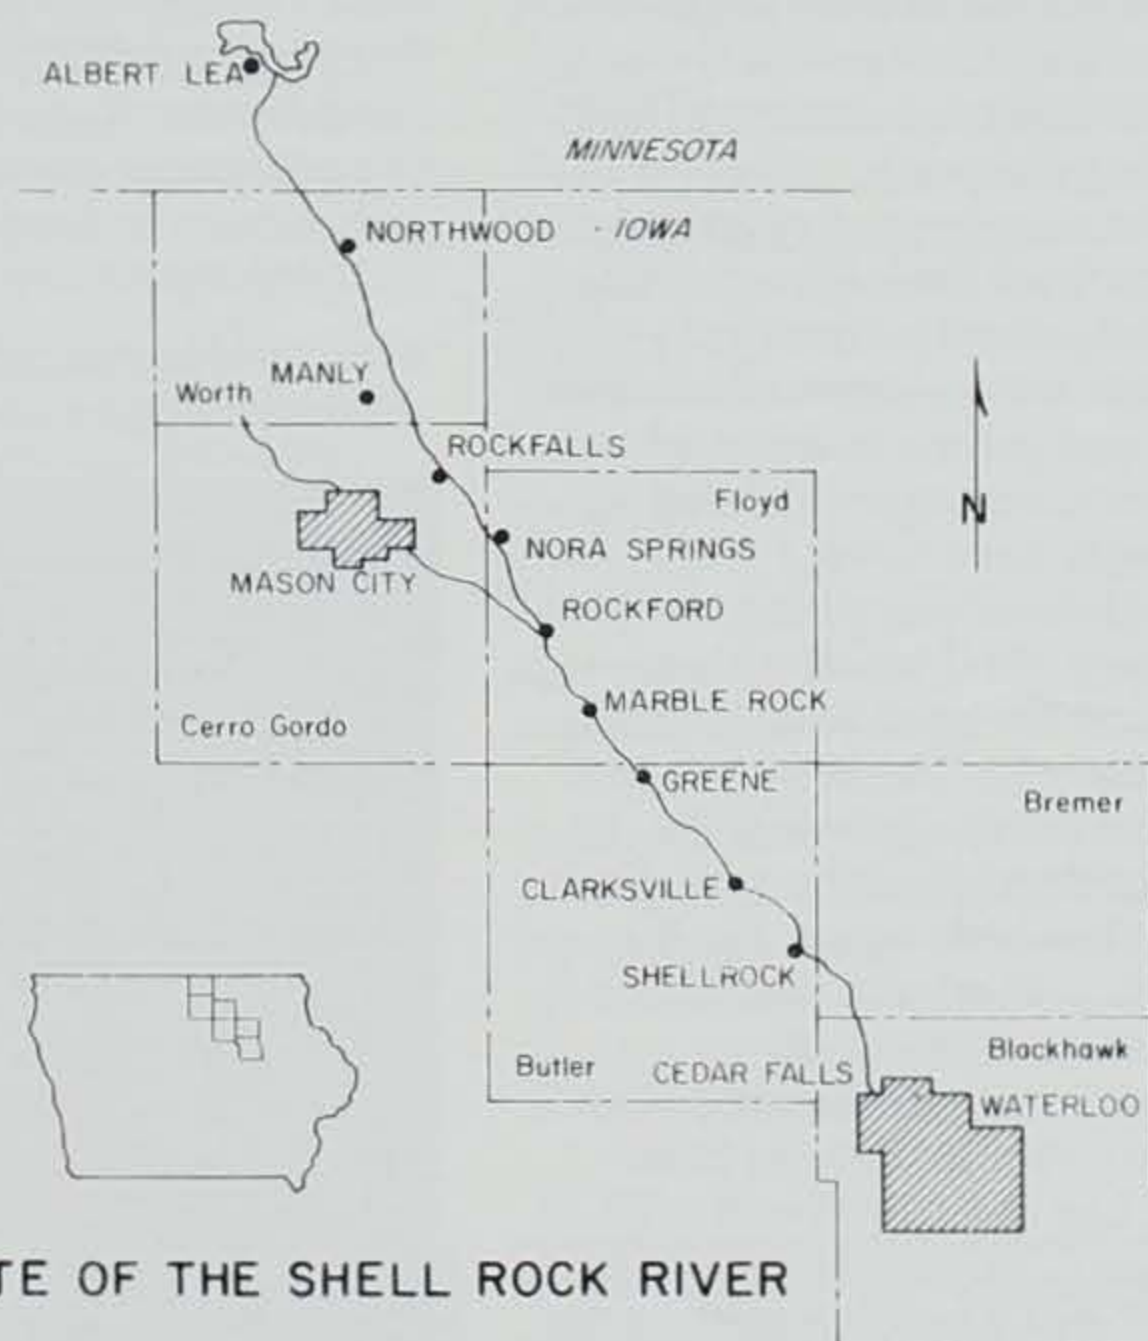 ALBERT LEA
MINNESOTA
NORTHWOOD
IOWA
MANLY
Worth
ROCKFALLS
Floyd
N
NORA SPRINGS
MASON CITY
ROCKFORD
MARBLE ROCK
Cerro Gordo
GREENE
Bremer
CLARKSVILLE
SHELLROCK
Blackhawk
Butler
CEDAR FALLS
WATERLOO
TE OF THE SHELL ROCK RIVER